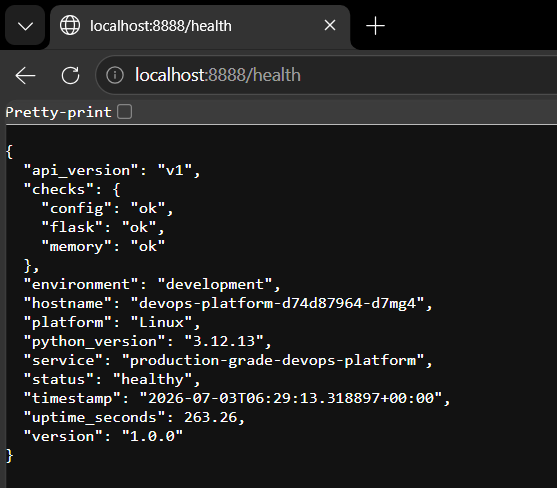 localhost:8888/health
localhost:8888/health
Pretty-print
{
  "api_version": "v1",
  "checks": {
    "config": "ok",
    "flask": "ok",
    "memory": "ok"
  },
  "environment": "development",
  "hostname": "devops-platform-d74d87964-d7mg4",
  "platform": "Linux",
  "python_version": "3.12.13",
  "service": "production-grade-devops-platform",
  "status": "healthy",
  "timestamp": "2026-07-03T06:29:13.318897+00:00",
  "uptime_seconds": 263.26,
  "version": "1.0.0"
}